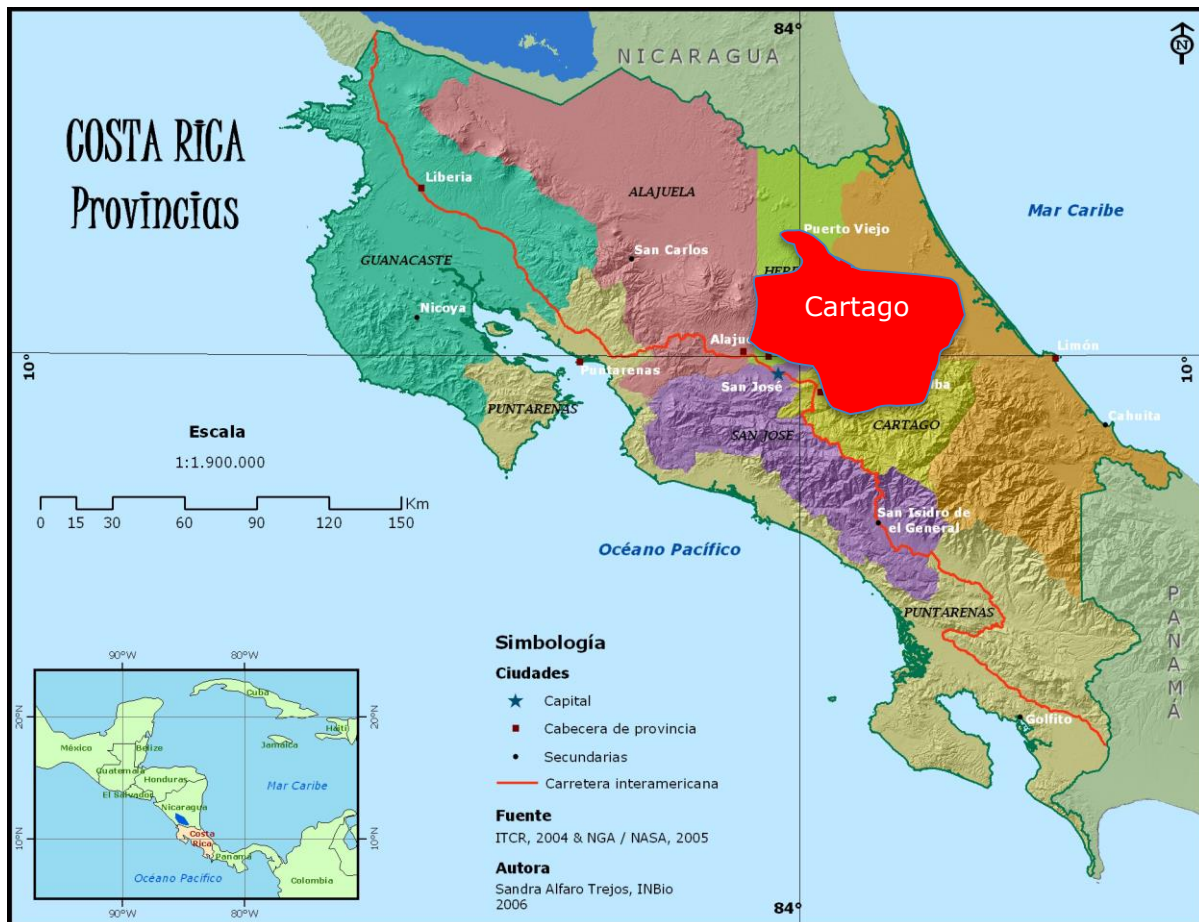 84°
NICARAGUA
COSTA RICA
Provincias
Liberia
ALAJUELA
Mar Caribe
Puerto Viejo
San Carlos
GUANACASTE
Cartago
Nicoya
10°
Limón
10°
Puntarenas
San José
PUNTARENAS
Cahuita
CARTAGO
SAN JOSE
Escala
1:1.900.000
Km
0 15 30 60 90 120 150
San Isidro de
el General
Océano Pacífico
PUNTARENAS
PANAMÁ
Golfito
Simbología
Ciudades
Capital
Cabecera de provincia
Secundarias
Carretera interamericana
Fuente
ITCR, 2004 & NGA / NASA, 2005
Autora
Sandra Alfaro Trejos, INBio
2006
84°
90°W 80°W
Cuba
20°N 20°N
Haití
México
Belize
Jamaica
Guatemala
Honduras
Mar Caribe
El Salvador
Nicaragua
10°N 10°N
Costa
Rica
Panamá
Océano Pacífico
Colombia
90°W 80°W